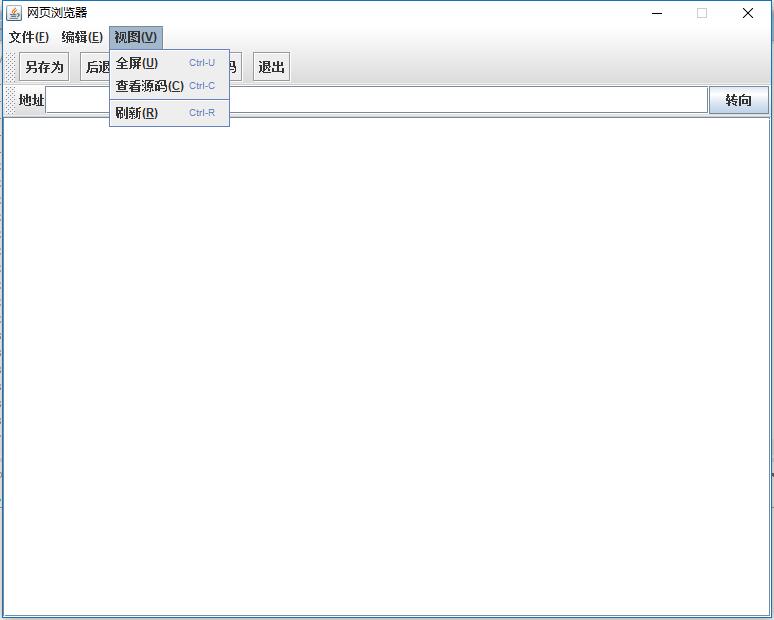 网页浏览器
文件(F) 编辑(E) 视图(V)
另存为 后退 码 退出
全屏(U) Ctrl-U
查看源码(C) Ctrl-C
地址 转向
刷新(R) Ctrl-R